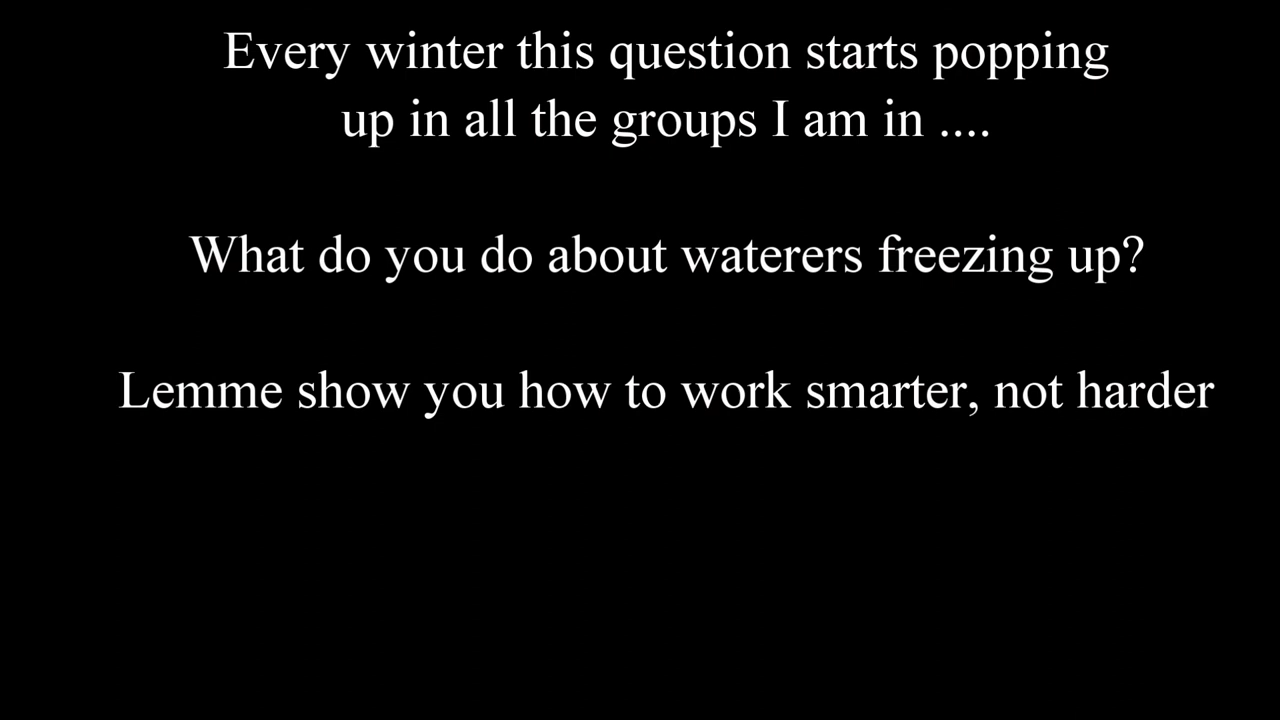 Every winter this question starts popping
up in all the groups I am in ....
What do you do about waterers freezing up?
Lemme show you how to work smarter, not harder